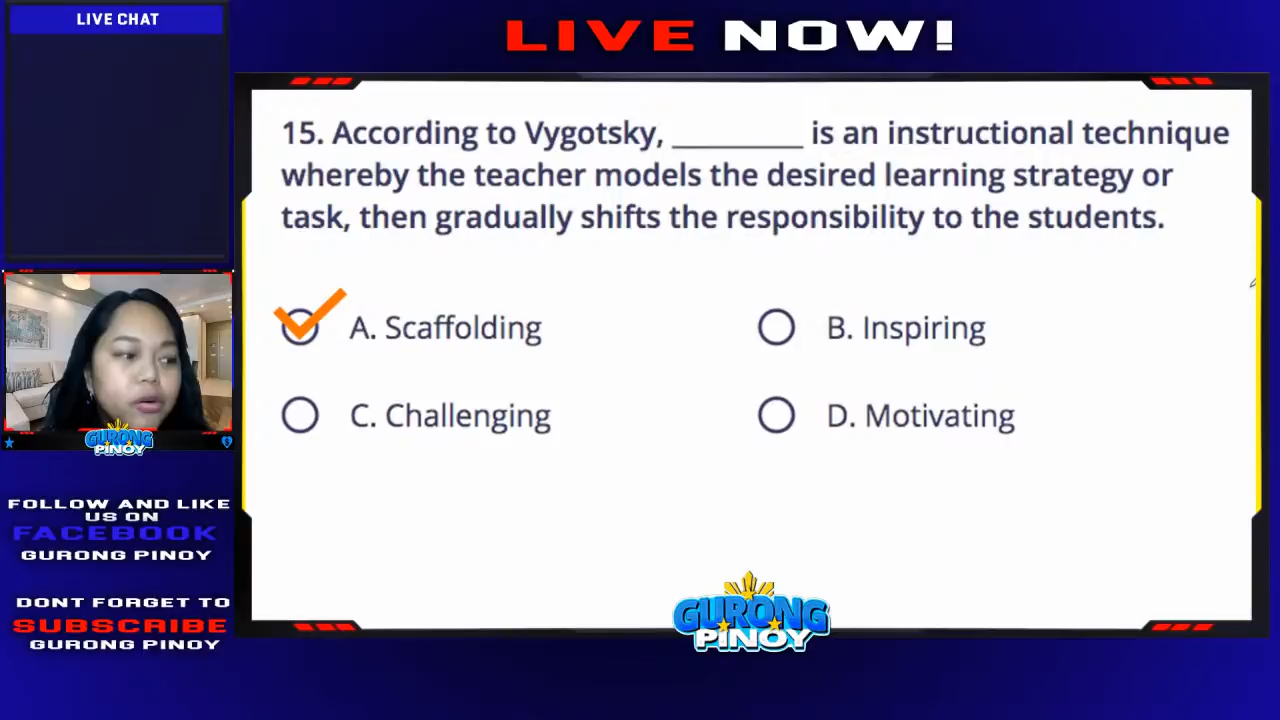 LIVE CHAT
LIVE NOW!
15. According to Vygotsky, _________ is an instructional technique
whereby the teacher models the desired learning strategy or
task, then gradually shifts the responsibility to the students.
A. Scaffolding
B. Inspiring
C. Challenging
D. Motivating
GURONG
PINOY
FOLLOW AND LIKE
US ON
FACEBOOK
GURONG PINOY
DONT FORGET TO
SUBSCRIBE
GURONG PINOY
GURONG
PINOY